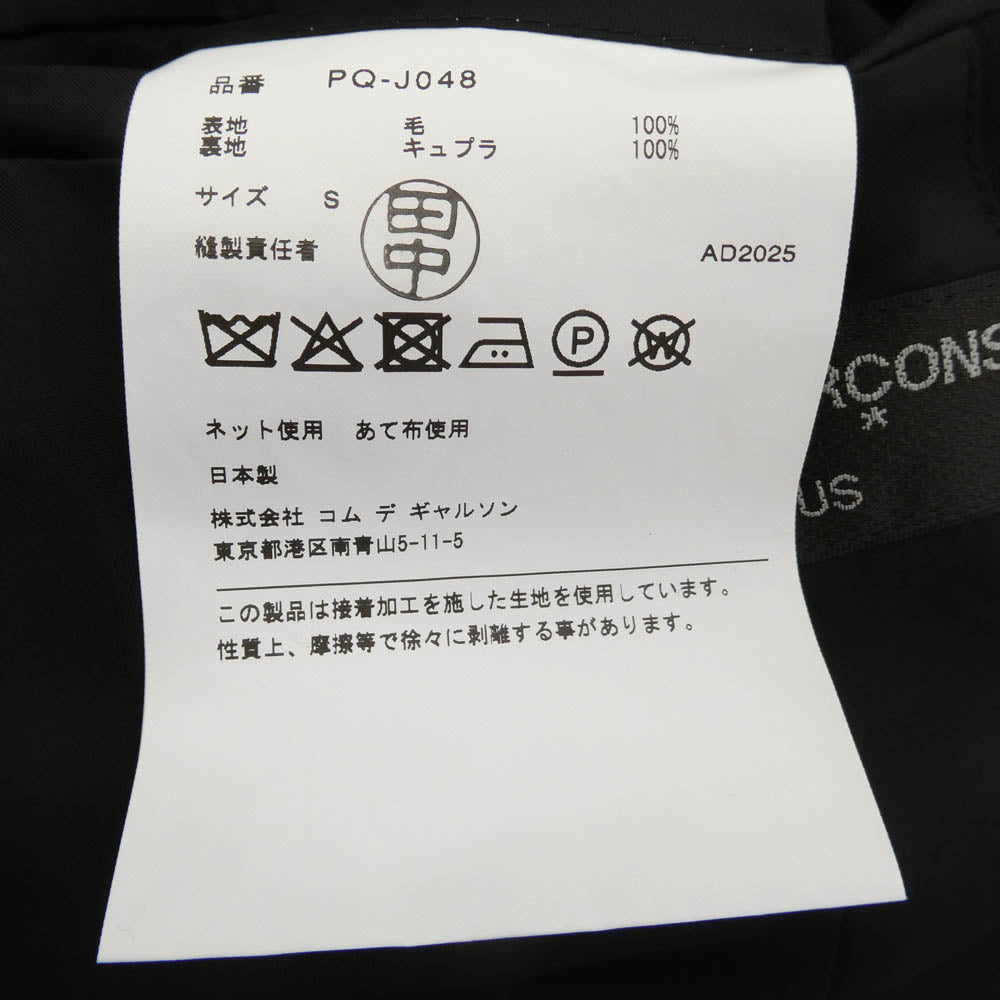 品番 PQ-J048
表地 毛 100%
裏地 キュプラ 100%
サイズ S
田中
縫製責任者 AD2025
P
W
ネット使用 あて布使用
日本製
株式会社 コム デ ギャルソン
東京都港区南青山5-11-5
この製品は接着加工を施した生地を使用しています。
性質上、摩擦等で徐々に剥離する事があります。
RÇONS
us